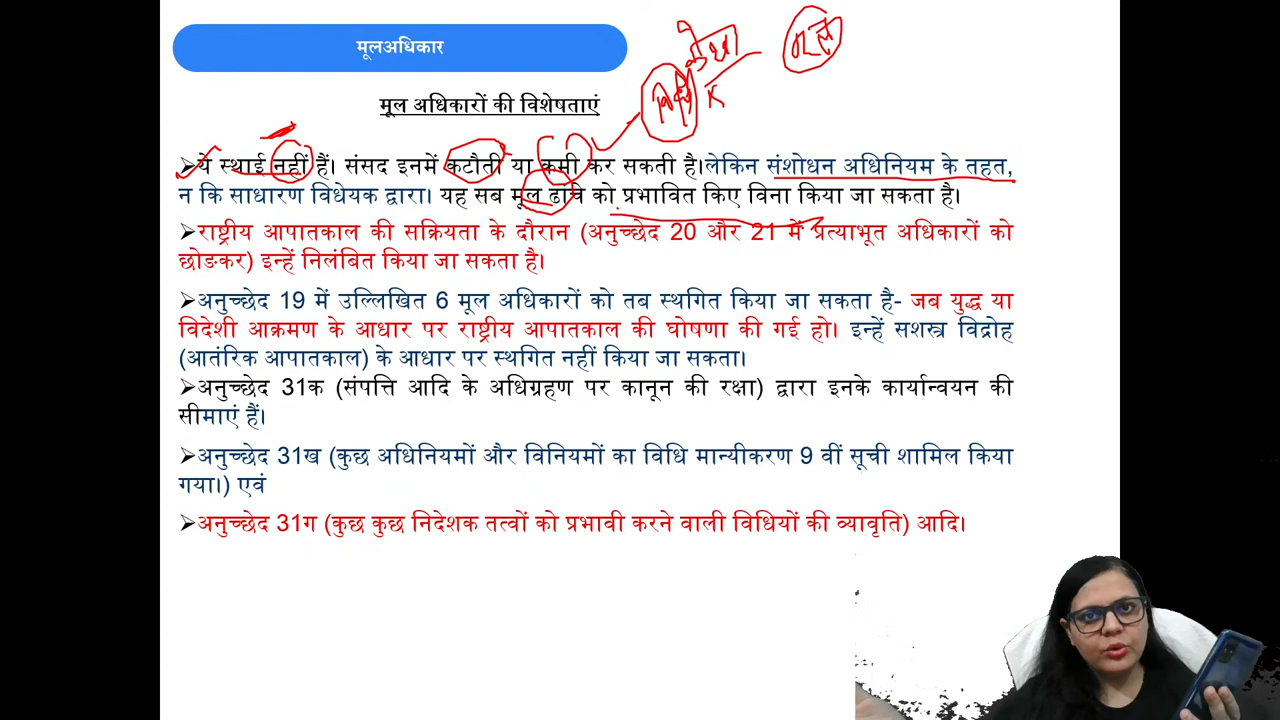 मूलअधिकार
मूल अधिकारों की विशेषताएं
➢ये स्थाई नहीं हैं। संसद इनमें कटौती या कमी कर सकती है।लेकिन संशोधन अधिनियम के तहत,
न कि साधारण विधेयक द्वारा। यह सब मूल ढांचे को प्रभावित किए विना किया जा सकता है।
➢राष्ट्रीय आपातकाल की सक्रियता के दौरान (अनुच्छेद 20 और 21 में प्रत्याभूत अधिकारों को
छोडकर) इन्हें निलंबित किया जा सकता है।
➢अनुच्छेद 19 में उल्लिखित 6 मूल अधिकारों को तब स्थगित किया जा सकता है- जब युद्ध या
विदेशी आक्रमण के आधार पर राष्ट्रीय आपातकाल की घोषणा की गई हो। इन्हें सशस्त्र विद्रोह
(आतंरिक आपातकाल) के आधार पर स्थगित नहीं किया जा सकता।
➢अनुच्छेद 31क (संपत्ति आदि के अधिग्रहण पर कानून की रक्षा) द्वारा इनके कार्यान्वयन की
सीमाएं हैं।
➢अनुच्छेद 31ख (कुछ अधिनियमों और विनियमों का विधि मान्यीकरण 9 वीं सूची शामिल किया
गया।) एवं
➢अनुच्छेद 31ग (कुछ कुछ निदेशक तत्वों को प्रभावी करने वाली विधियों की व्यावृति) आदि।